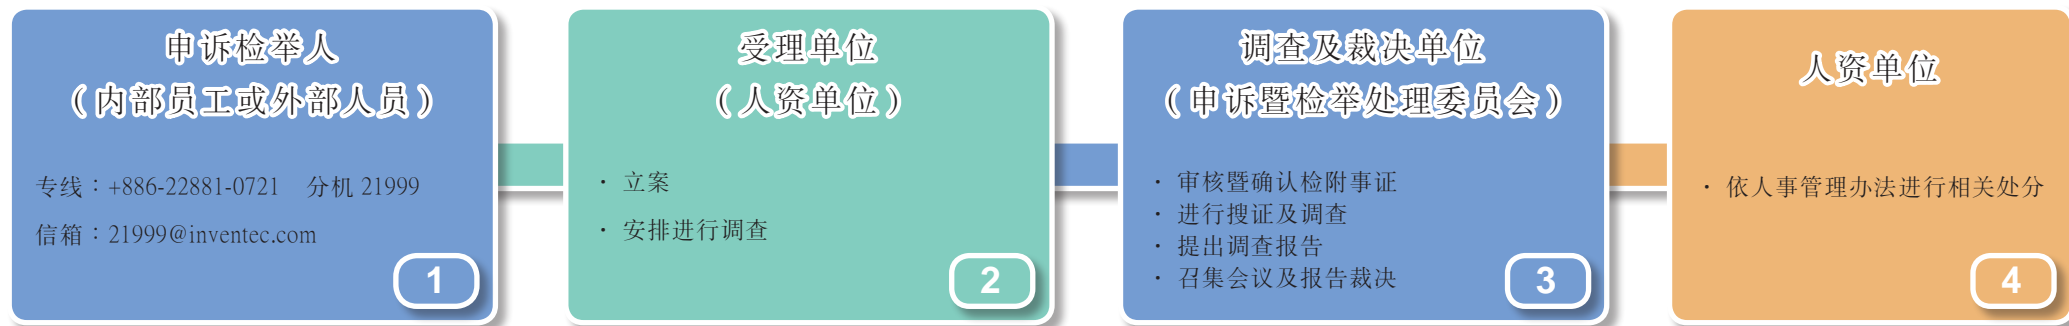 申诉检举人
（内部员工或外部人员）
专线：+886-22881-0721 分机 21999
信箱：21999@inventec.com
1
受理单位
（人资单位）
· 立案
· 安排进行调查
2
调查及裁决单位
（申诉暨检举处理委员会）
· 审核暨确认检附事证
· 进行搜证及调查
· 提出调查报告
· 召集会议及报告裁决
3
人资单位
· 依人事管理办法进行相关处分
4